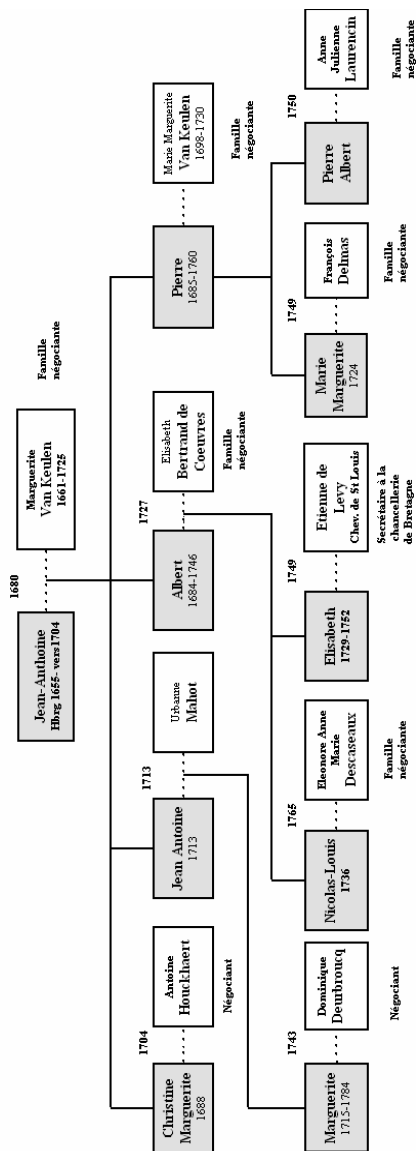 1680
Jean-Anthoine
Hbrg 1655- vers1704
Marguerite
Van Keulen
1661-1725
Famille
négociante
1704
Christine
Marguerite
1688
Antoine
Houckhaert
Négociant
1713
Jean Antoine
1713
Urbanne
Mahot
1727
Albert
1684-1746
Elisabeth
Bertrand de
Coeuvres
Famille
négociante
Pierre
1685-1760
Marie Marguerite
Van Keulen
1698-1730
Famille
négociante
1743
Marguerite
1715-1784
Dominique
Deurbroucq
Négociant
1765
Nicolas-Louis
1736
Eleonore Anne
Marie
Descaseaux
Famille
négociante
1749
Elisabeth
1729-1752
Etienne de
Levy
Chev. de St Louis
Secrétaire à la
chancellerie
de Bretagne
1749
Marie
Marguerite
1724
François
Delmas
Famille
négociante
1750
Pierre
Albert
Anne
Julienne
Laurencin
Famille
négociante